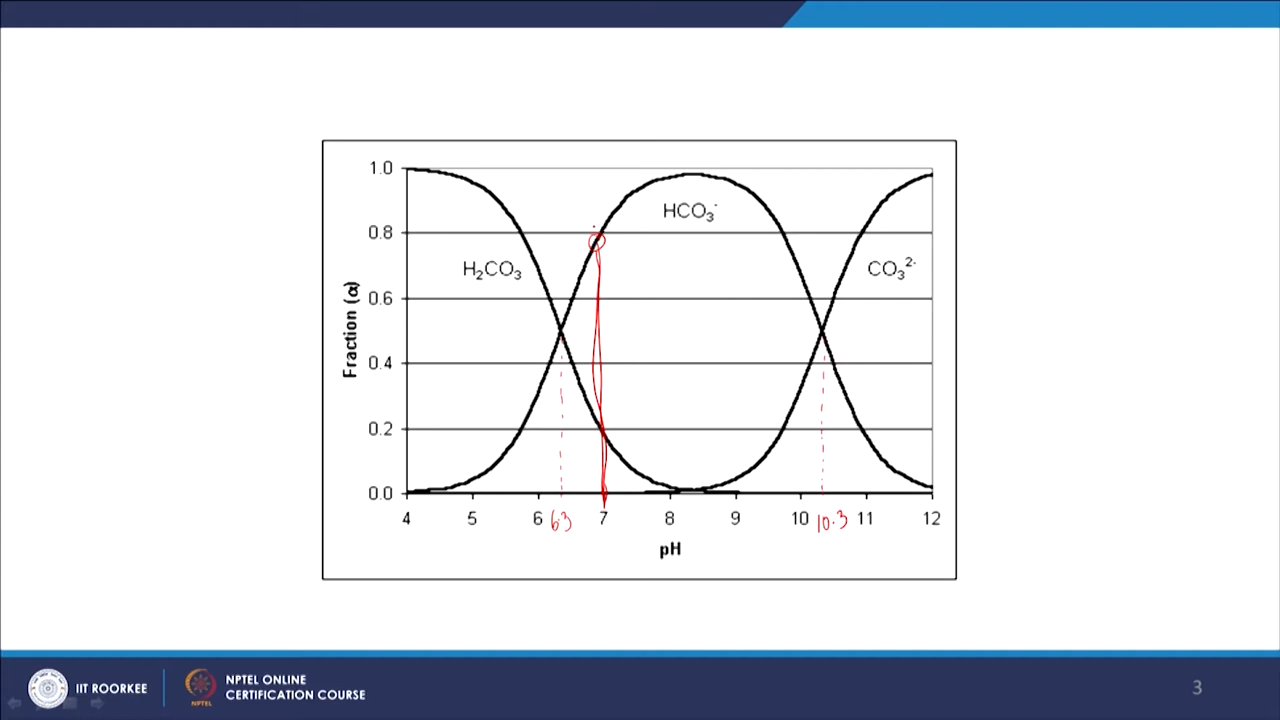 1.0
HCO₃⁻
0.8
H₂CO₃
CO₃²⁻
0.6
Fraction (α)
0.4
0.2
0.0
4 5 6 6.3 7 8 9 10 10.3 11 12
pH
IIT ROORKEE
NPTEL ONLINE
CERTIFICATION COURSE
NPTEL
3